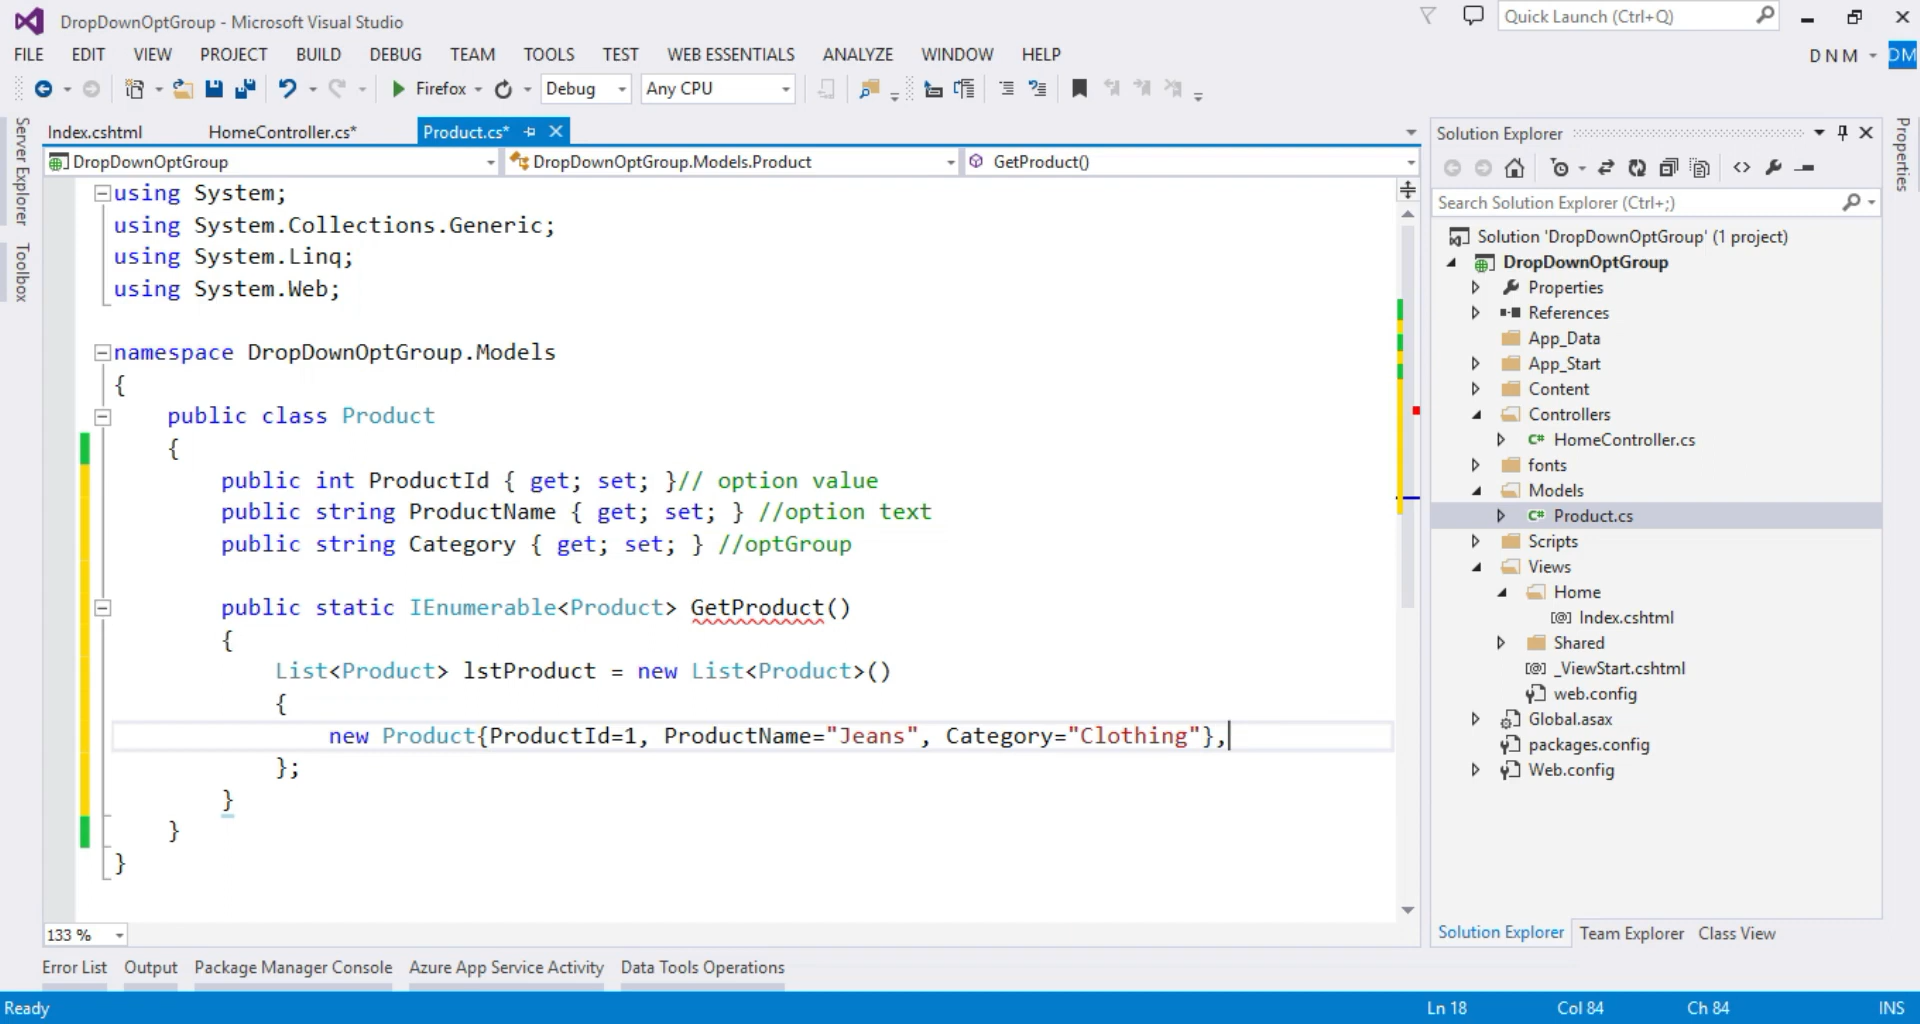 DropDownOptGroup - Microsoft Visual Studio
Quick Launch (Ctrl+Q)
FILE EDIT VIEW PROJECT BUILD DEBUG TEAM TOOLS TEST WEB ESSENTIALS ANALYZE WINDOW HELP
D N M DM
Firefox Debug Any CPU
Server Explorer
Toolbox
Index.cshtml HomeController.cs* Product.cs*
DropDownOptGroup DropDownOptGroup.Models.Product GetProduct()
using System;
using System.Collections.Generic;
using System.Linq;
using System.Web;
namespace DropDownOptGroup.Models
{
public class Product
{
public int ProductId { get; set; }// option value
public string ProductName { get; set; } //option text
public string Category { get; set; } //optGroup
public static IEnumerable<Product> GetProduct()
{
List<Product> lstProduct = new List<Product>()
{
new Product{ProductId=1, ProductName="Jeans", Category="Clothing"},
};
}
}
}
133 %
Solution Explorer
Search Solution Explorer (Ctrl+;)
Solution 'DropDownOptGroup' (1 project)
DropDownOptGroup
Properties
References
App_Data
App_Start
Content
Controllers
C# HomeController.cs
fonts
Models
C# Product.cs
Scripts
Views
Home
[@] Index.cshtml
Shared
[@] _ViewStart.cshtml
web.config
Global.asax
packages.config
Web.config
Solution Explorer Team Explorer Class View
Properties
Error List Output Package Manager Console Azure App Service Activity Data Tools Operations
Ready Ln 18 Col 84 Ch 84 INS